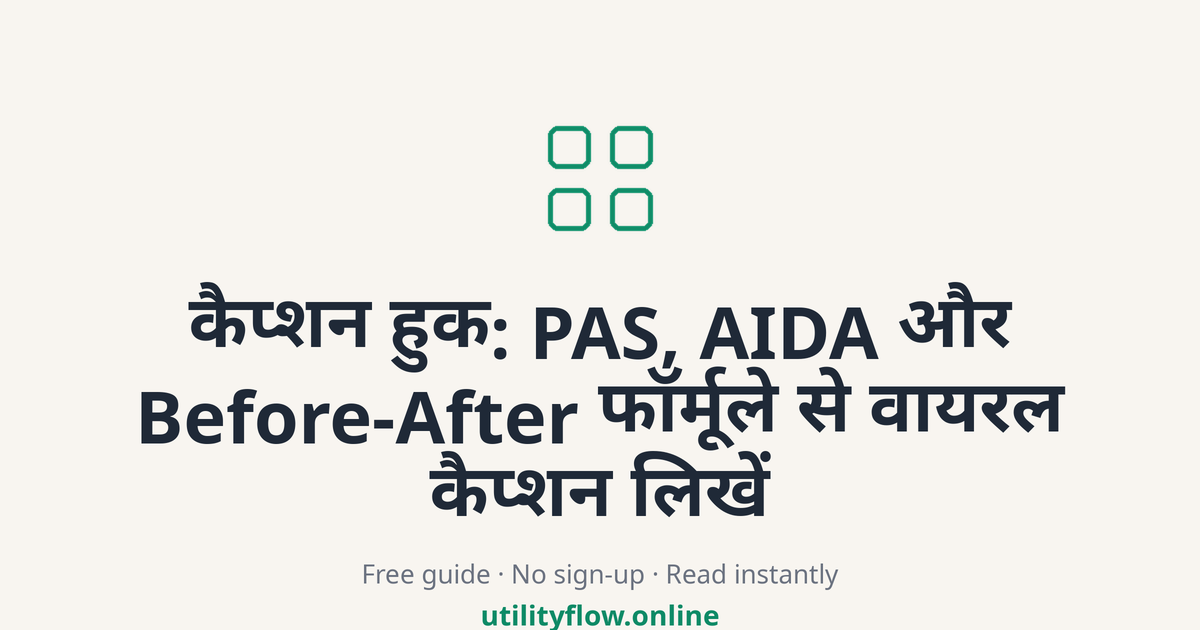 कैप्शन हुक: PAS, AIDA और
Before-After फॉर्मूले से वायरल
कैप्शन लिखें
Free guide · No sign-up · Read instantly
utilityflow.online